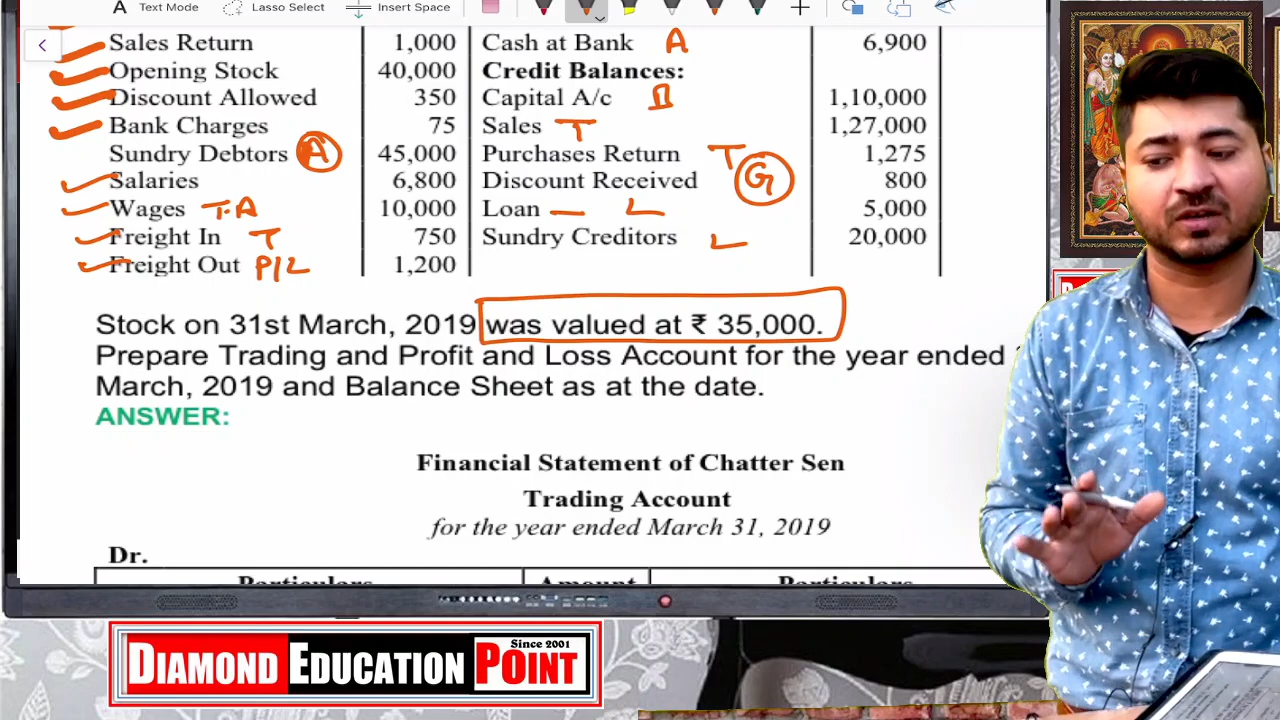 Text Mode
Lasso Select
Insert Space
Sales Return 1,000 Cash at Bank A 6,900
Opening Stock 40,000 Credit Balances:
Discount Allowed 350 Capital A/c 1,10,000
Bank Charges 75 Sales T 1,27,000
Sundry Debtors A 45,000 Purchases Return T 1,275
Salaries 6,800 Discount Received G 800
Wages T.A 10,000 Loan L 5,000
Freight In T 750 Sundry Creditors L 20,000
Freight Out P/L 1,200
Stock on 31st March, 2019 was valued at ₹ 35,000.
Prepare Trading and Profit and Loss Account for the year ended
March, 2019 and Balance Sheet as at the date.
ANSWER:
Financial Statement of Chatter Sen
Trading Account
for the year ended March 31, 2019
Dr.
Particulars Amount Particulars
Since 2001
DIAMOND EDUCATION POINT